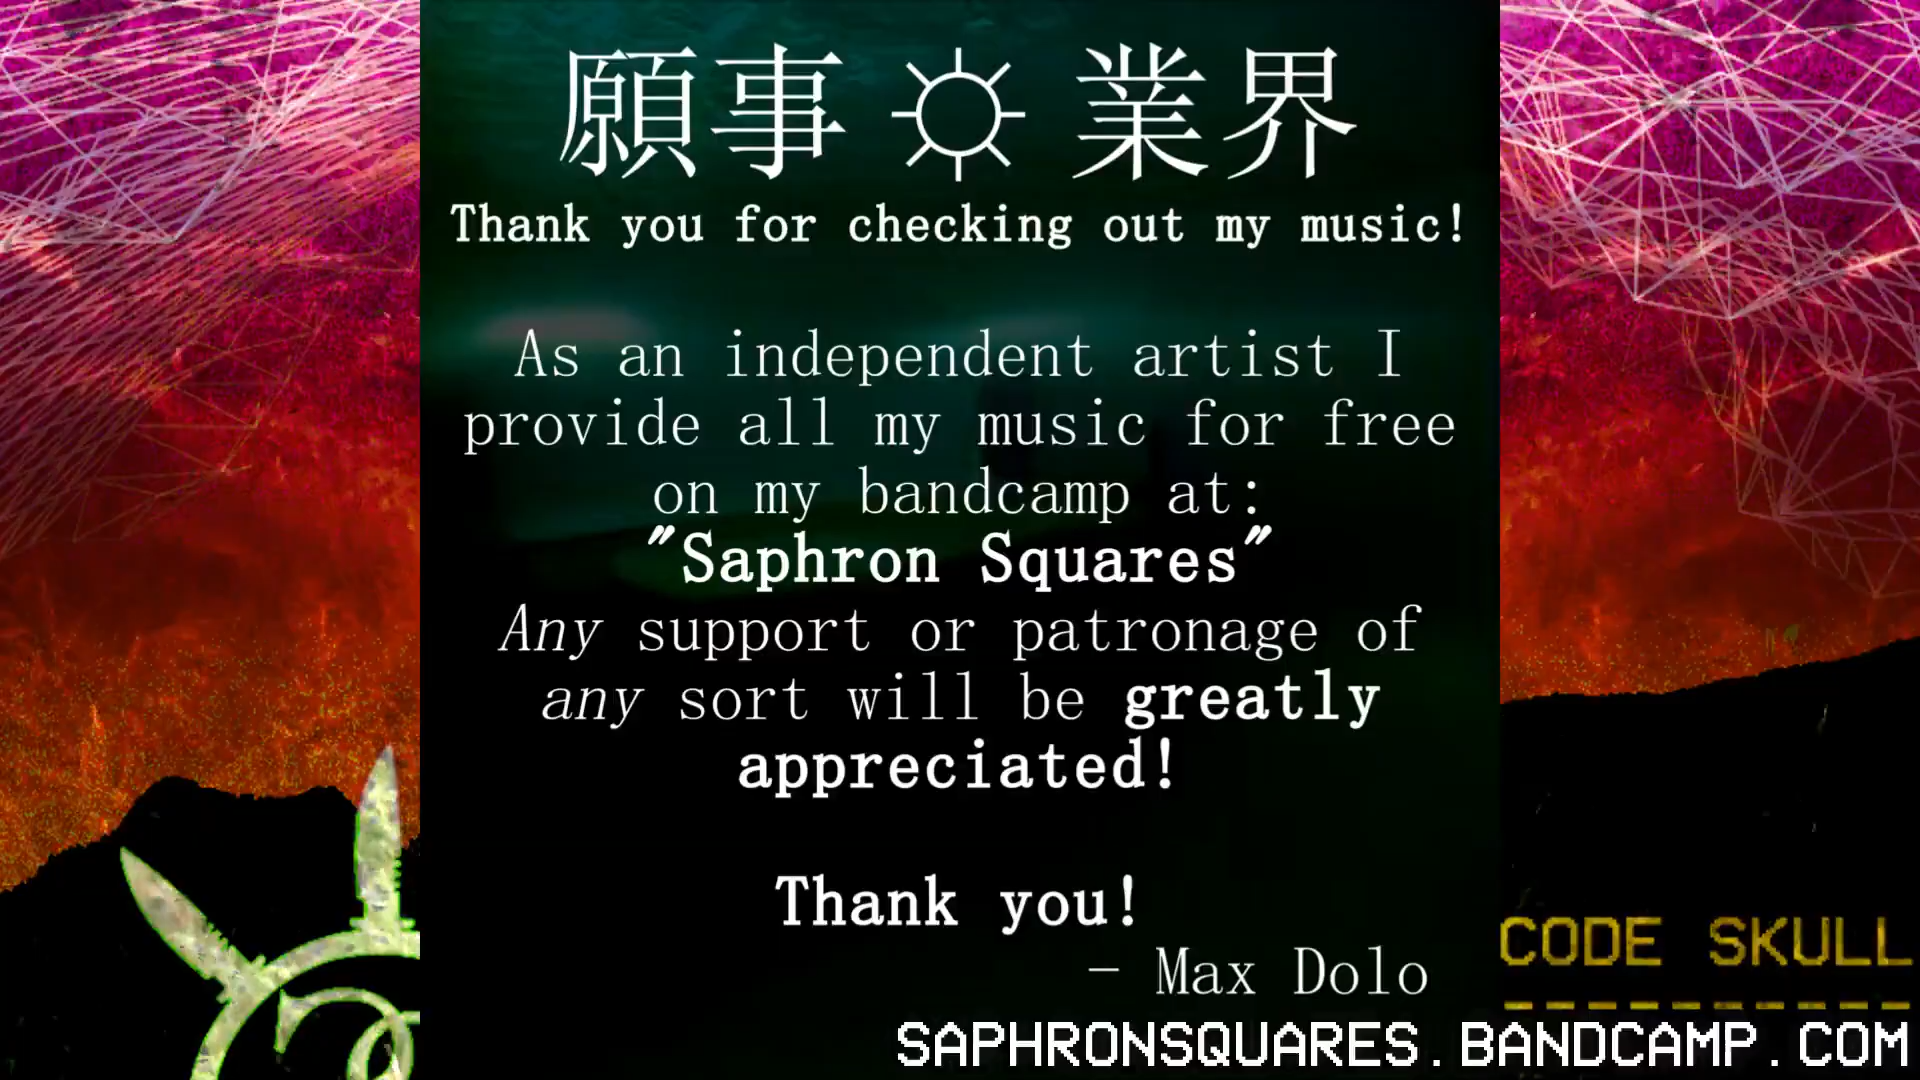 願事☼業界
Thank you for checking out my music!
As an independent artist I
provide all my music for free
on my bandcamp at:
"Saphron Squares"
Any support or patronage of
any sort will be greatly
appreciated!
Thank you!
- Max Dolo
CODE SKULL
---------
SAPHRONSQUARES.BANDCAMP.COM